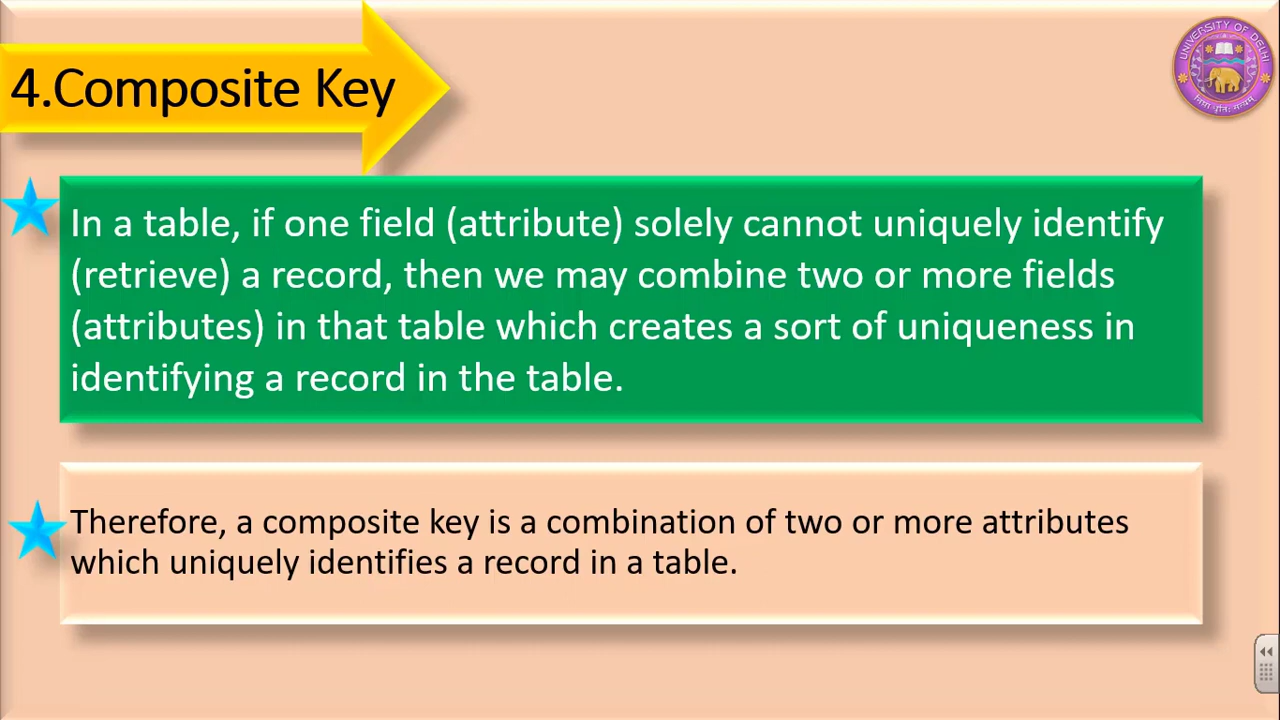 4.Composite Key
UNIVERSITY OF DELHI
In a table, if one field (attribute) solely cannot uniquely identify
(retrieve) a record, then we may combine two or more fields
(attributes) in that table which creates a sort of uniqueness in
identifying a record in the table.
Therefore, a composite key is a combination of two or more attributes
which uniquely identifies a record in a table.